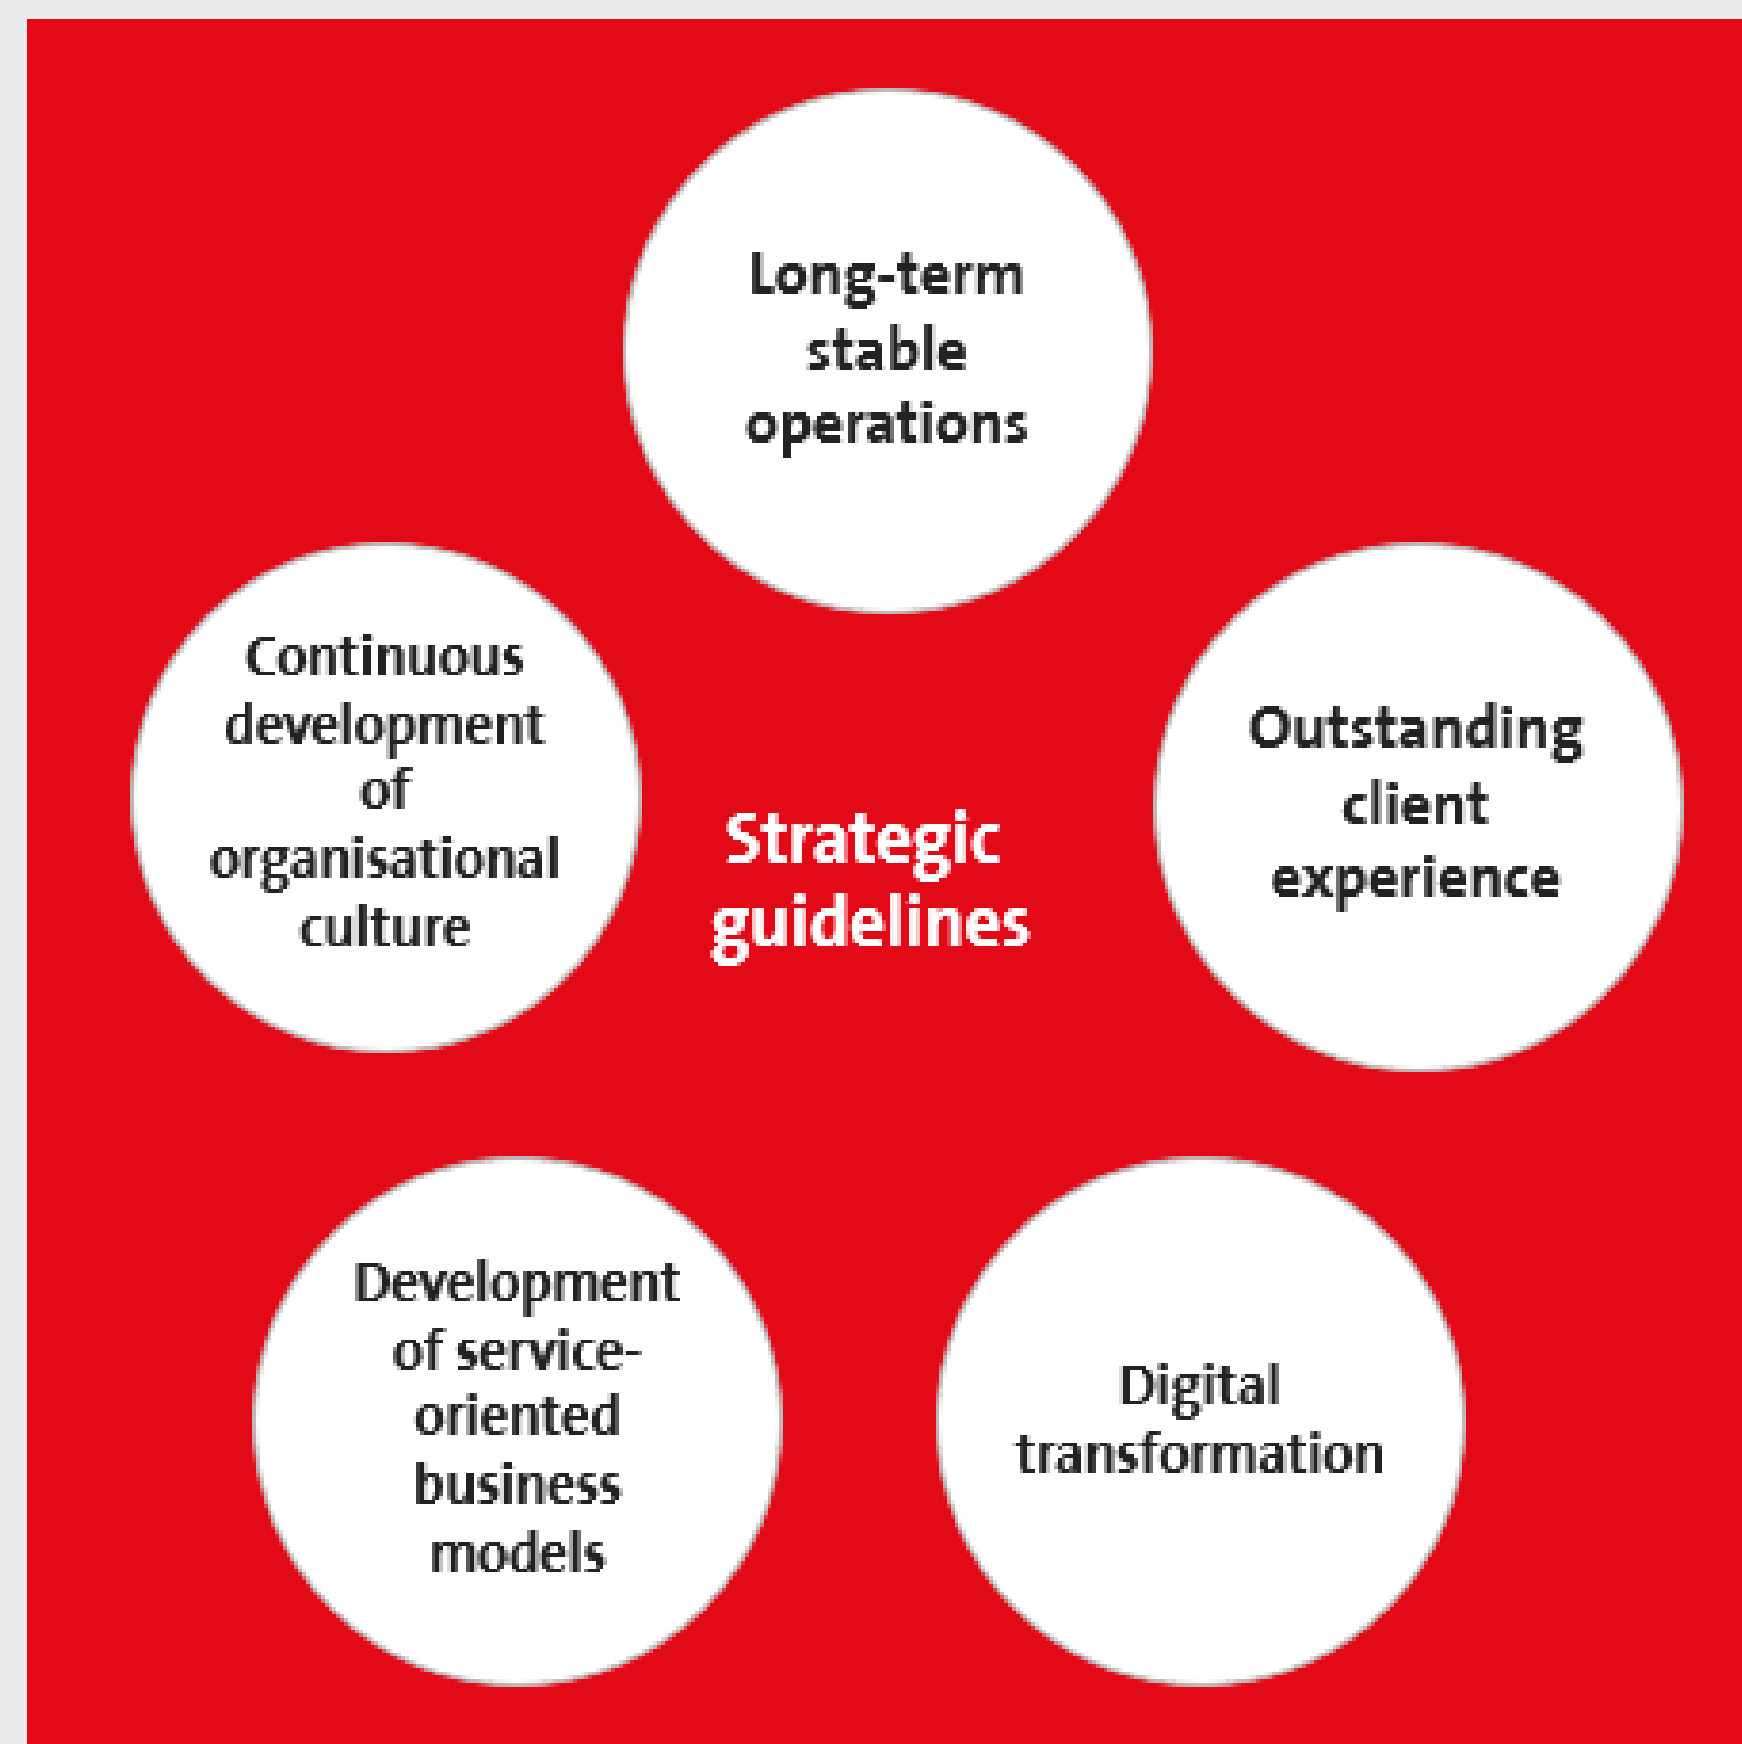 Long-term
stable
operations
Continuous
development
of
organisational
culture
Strategic
guidelines
Outstanding
client
experience
Development
of service-
oriented
business
models
Digital
transformation